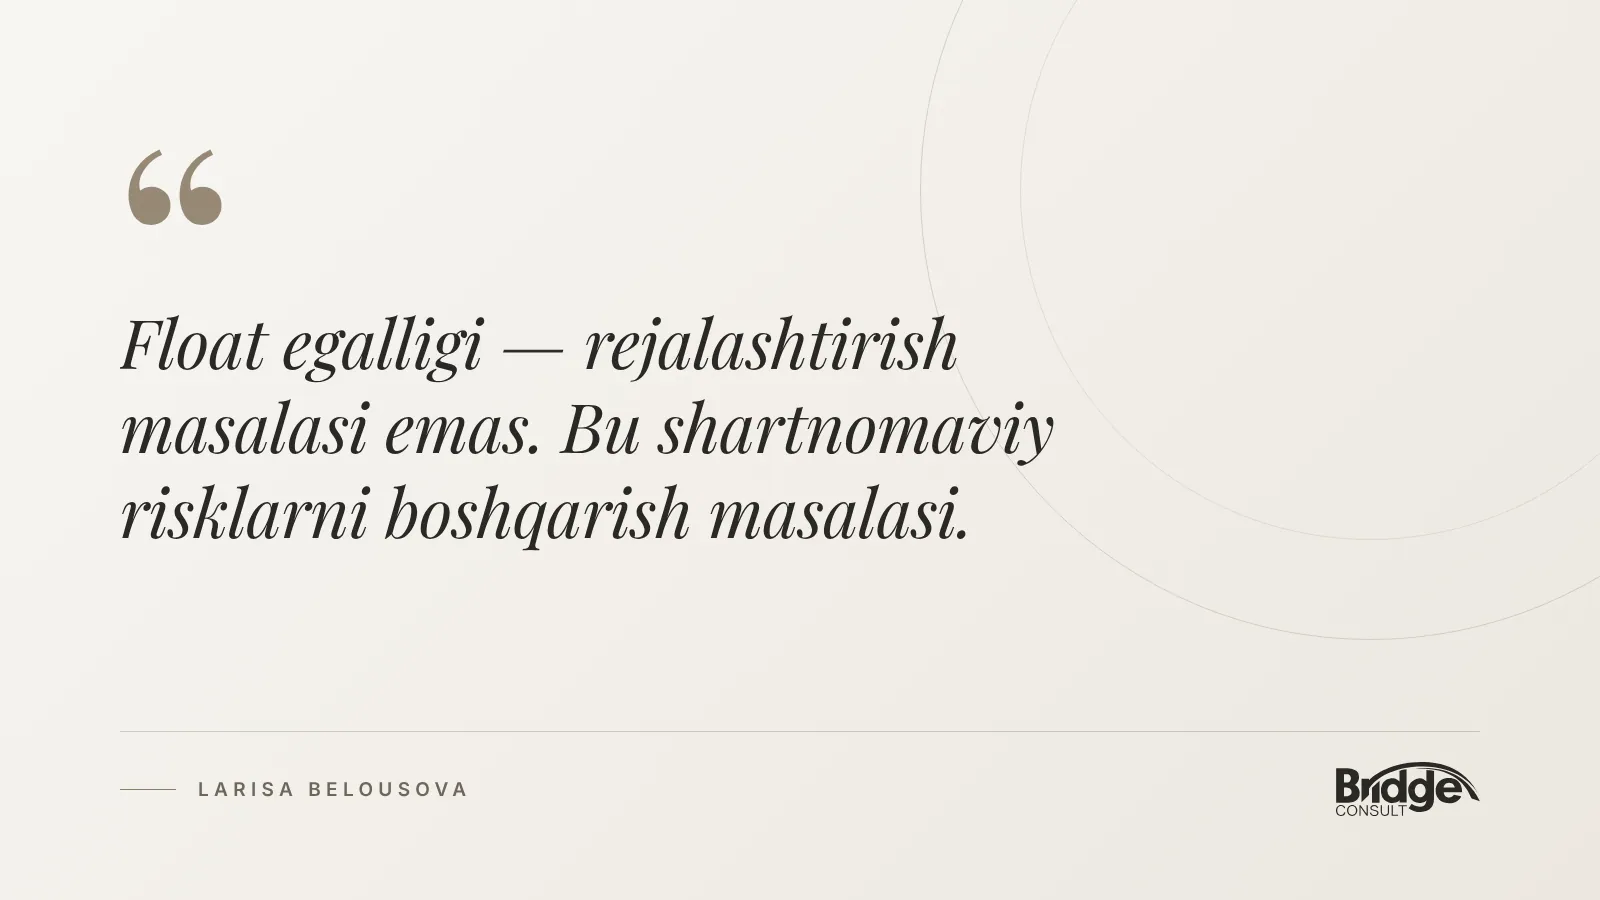 “
Float egalligi — rejalashtirish
masalasi emas. Bu shartnomaviy
risklarni boshqarish masalasi.
LARISA BELOUSOVA
Bridge
CONSULT